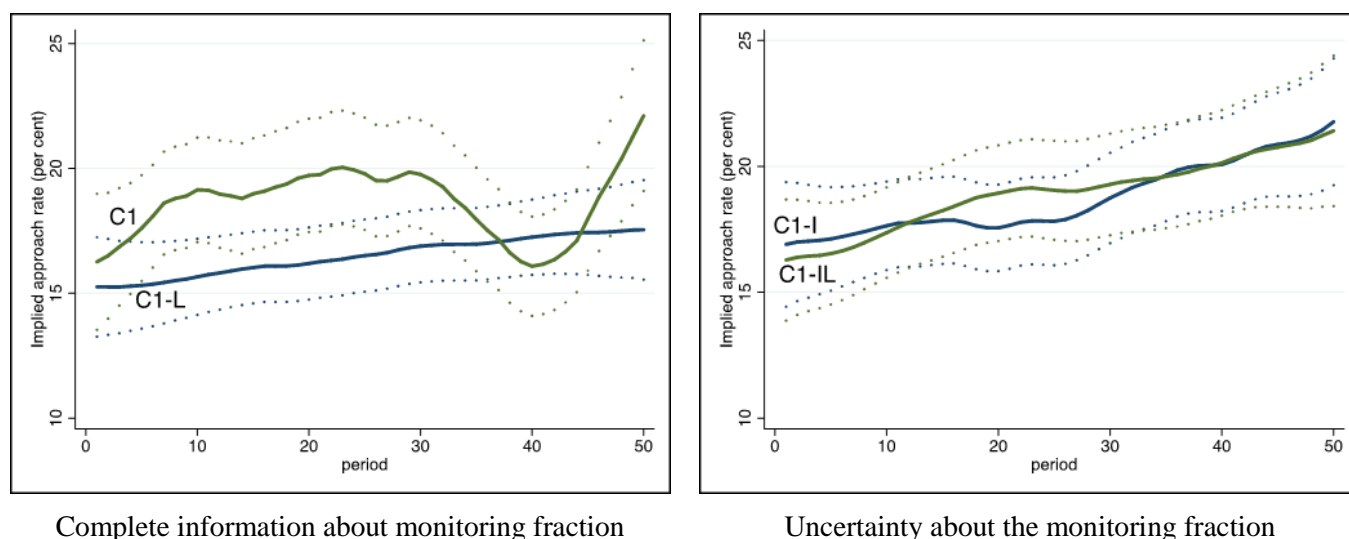 Implied approach rate (per cent)
25
20
15
10
C1
C1-L
0 10 20 30 40 50
period
Complete information about monitoring fraction
Implied approach rate (per cent)
25
20
15
10
C1-I
C1-IL
0 10 20 30 40 50
period
Uncertainty about the monitoring fraction